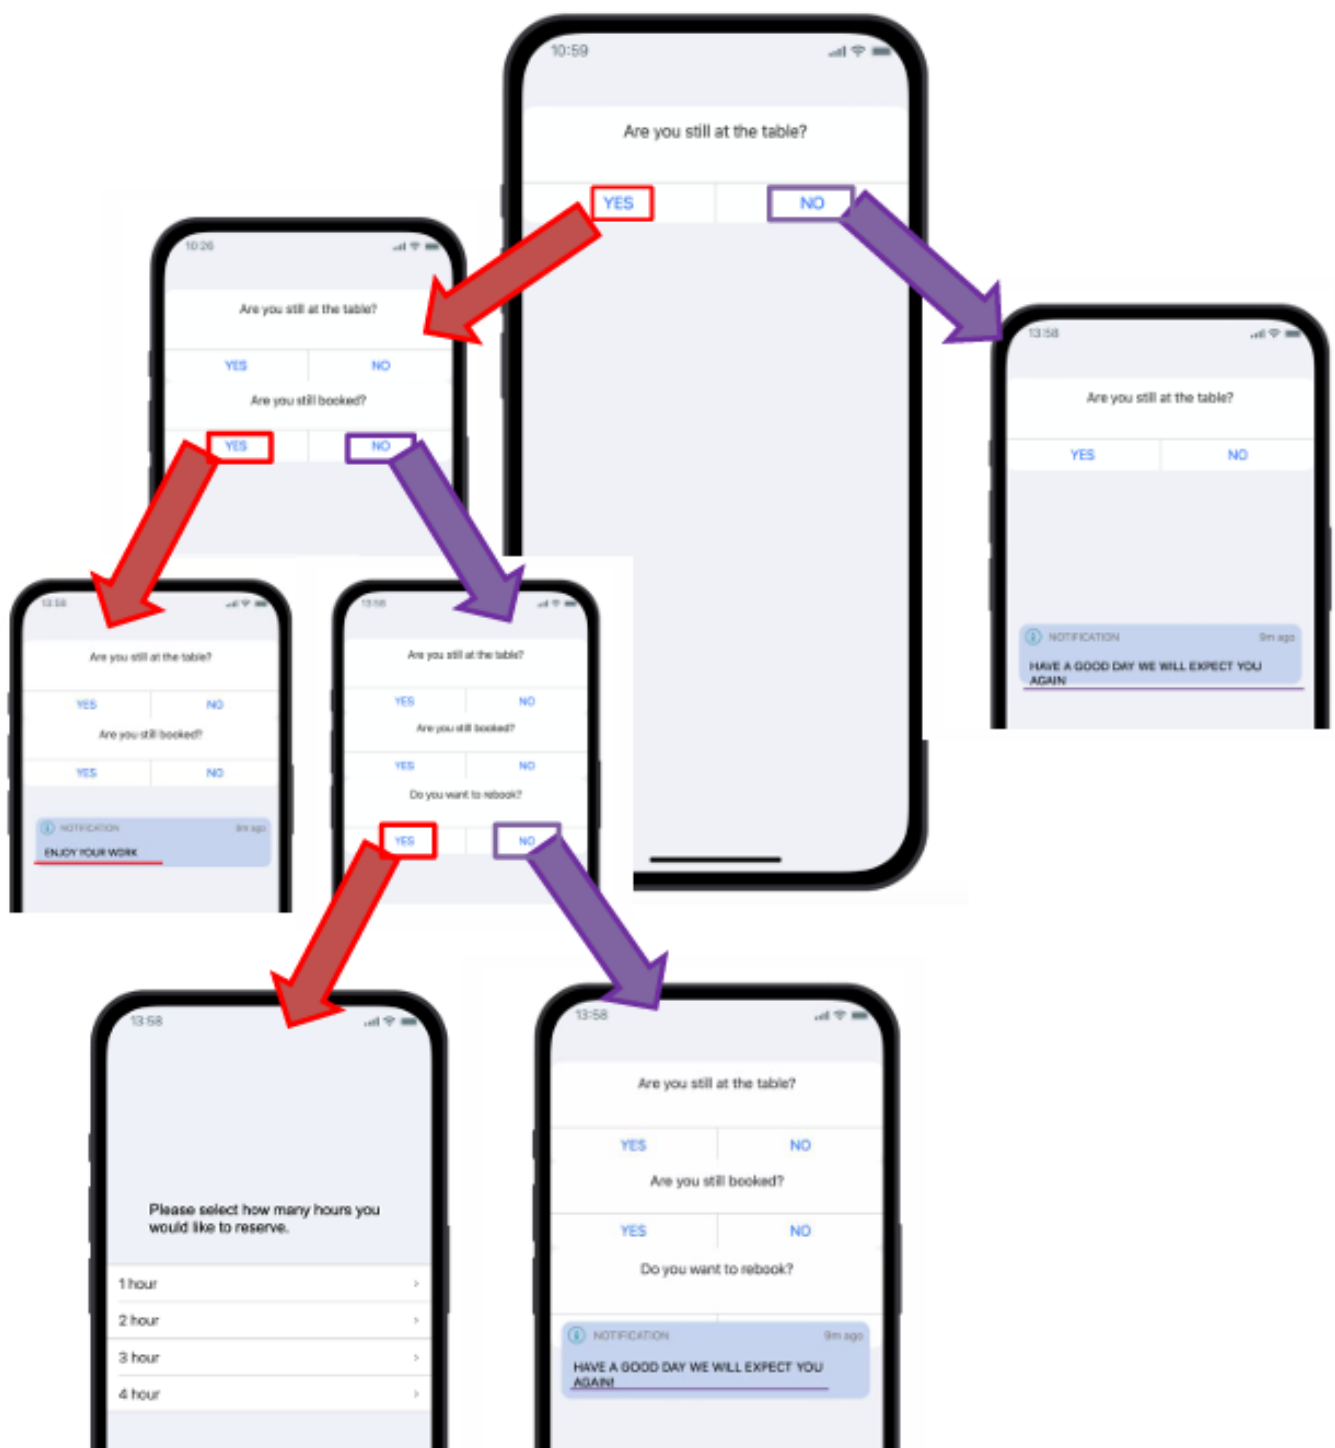 10:59
Are you still at the table?
YES NO
10:26
Are you still at the table?
YES NO
Are you still booked?
YES NO
13:58
Are you still at the table?
YES NO
NOTIFICATION 9m ago
HAVE A GOOD DAY WE WILL EXPECT YOU
AGAIN
13:58
Are you still at the table?
YES NO
Are you still booked?
YES NO
NOTIFICATION 9m ago
ENJOY YOUR WORK
13:58
Are you still at the table?
YES NO
Are you still booked?
YES NO
Do you want to rebook?
YES NO
13:58
Please select how many hours you
would like to reserve.
1 hour
2 hour
3 hour
4 hour
13:58
Are you still at the table?
YES NO
Are you still booked?
YES NO
Do you want to rebook?
NOTIFICATION 9m ago
HAVE A GOOD DAY WE WILL EXPECT YOU
AGAIN!